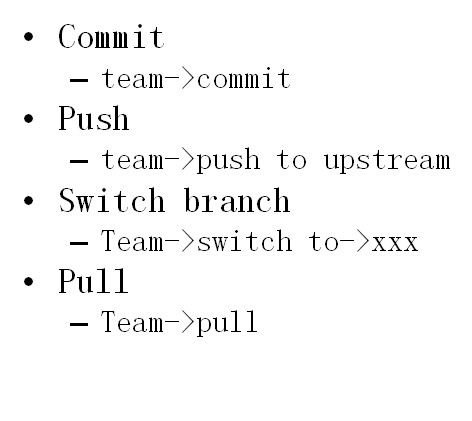 • Commit
– team->commit
• Push
– team->push to upstream
• Switch branch
– Team->switch to->xxx
• Pull
– Team->pull